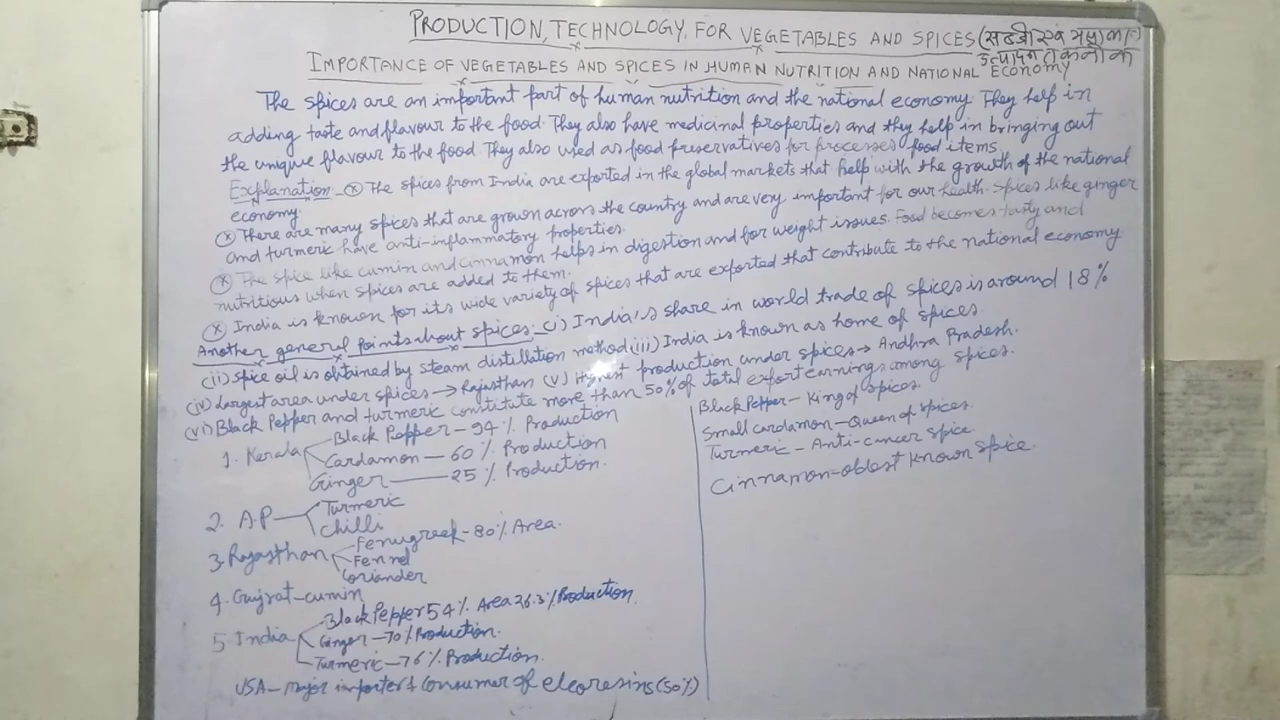 PRODUCTION, TECHNOLOGY, FOR VEGETABLES AND SPICES (सब्जी एवं मसालों का
उत्पादन तकनीक
IMPORTANCE OF VEGETABLES AND SPICES IN HUMAN NUTRITION AND NATIONAL ECONOMY
The spices are an important part of human nutrition and the national economy. They help in
adding taste and flavour to the food. They also have medicinal properties and they help in bringing out
the unique flavour to the food. They also used as food preservatives for processes food items.
Explanation - ⊗ The spices from India are exported in the global markets that help with the growth of the national
economy.
⊗ There are many spices that are grown across the country and are very important for our health. Spices like ginger
and turmeric have anti-inflammatory properties.
⊗ The spice like cumin and cinnamon helps in digestion and for weight issues. Food becomes tasty and
nutritious when spices are added to them.
⊗ India is known for its wide variety of spices that are exported that contribute to the national economy.
Another general points about spices:- (i) India's share in world trade of spices is around 18%
(ii) Spice oil is obtained by steam distillation method (iii) India is known as home of spices.
(iv) Largest area under spices → Rajasthan (v) Highest production under spices → Andhra Pradesh.
(vi) Black Pepper and turmeric constitute more than 50% of total export earnings among spices.
1. Kerala
Black Pepper - 94% Production
Cardamon - 60% Production
Ginger - 25% Production.
2. A.P
Turmeric
Chilli
3. Rajasthan
Fenugreek - 80% Area.
Fennel
Coriander
4. Gujrat - cumin
5. India
Black Pepper 54% Area 26.3% Production.
Ginger - 70% Production.
Turmeric - 76% Production.
USA - Major importer & Consumer of oleoresins (50%)
Black Pepper - King of spices.
Small cardamon - Queen of spices.
Turmeric - Anti-cancer spice.
Cinnamon - oldest known spice.